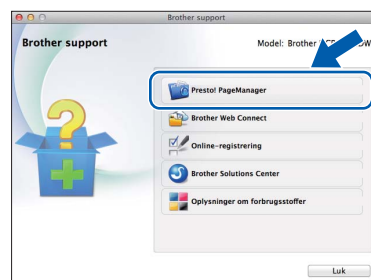 Brother support
Brother support
Model: Brother
Presto! PageManager
Brother Web Connect
Online-registrering
Brother Solutions Center
Oplysninger om forbrugsstoffer
Luk